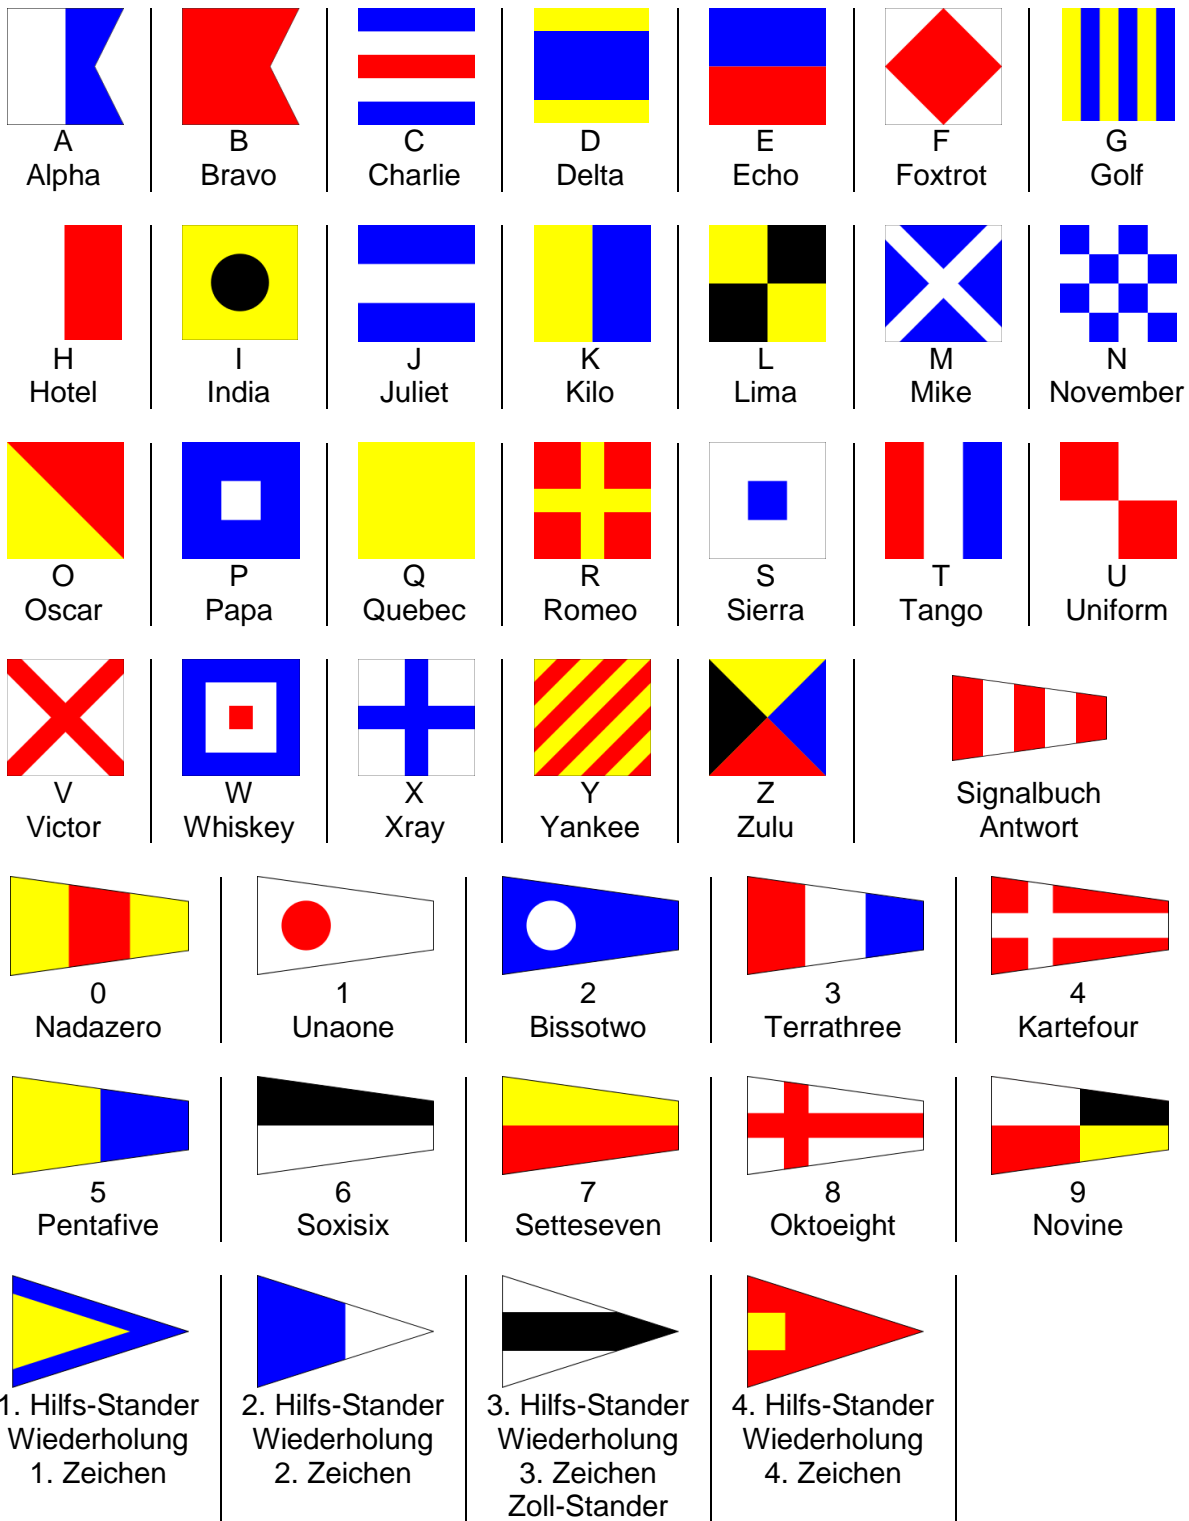 A B C D E F G
Alpha Bravo Charlie Delta Echo Foxtrot Golf
H I J K L M N
Hotel India Juliet Kilo Lima Mike November
O P Q R S T U
Oscar Papa Quebec Romeo Sierra Tango Uniform
V W X Y Z Signalbuch
Victor Whiskey Xray Yankee Zulu Antwort
0 1 2 3 4
Nadazero Unaone Bissotwo Terrathree Kartefour
5 6 7 8 9
Pentafive Soxisix Setteseven Oktoeight Novine
1. Hilfs-Stander 2. Hilfs-Stander 3. Hilfs-Stander 4. Hilfs-Stander
Wiederholung Wiederholung Wiederholung Wiederholung
1. Zeichen 2. Zeichen 3. Zeichen 4. Zeichen
Zoll-Stander